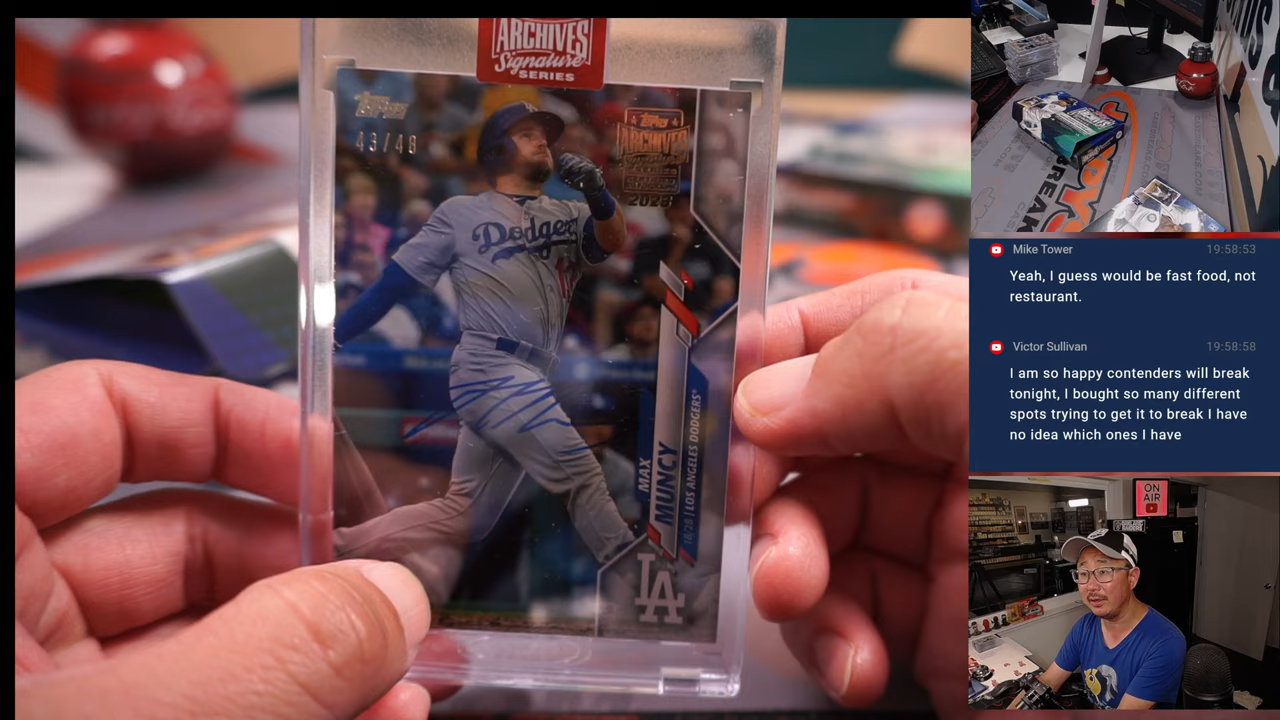 ARCHIVES
Signature
SERIES
Topps
43/48
Topps
ARCHIVES
2023
Dodgers
MAX
MUNCY
1B/2B | LOS ANGELES DODGERS
LA
Mike Tower 19:58:53
Yeah, I guess would be fast food, not
restaurant.
Victor Sullivan 19:58:58
I am so happy contenders will break
tonight, I bought so many different
spots trying to get it to break I have
no idea which ones I have
ON
AIR